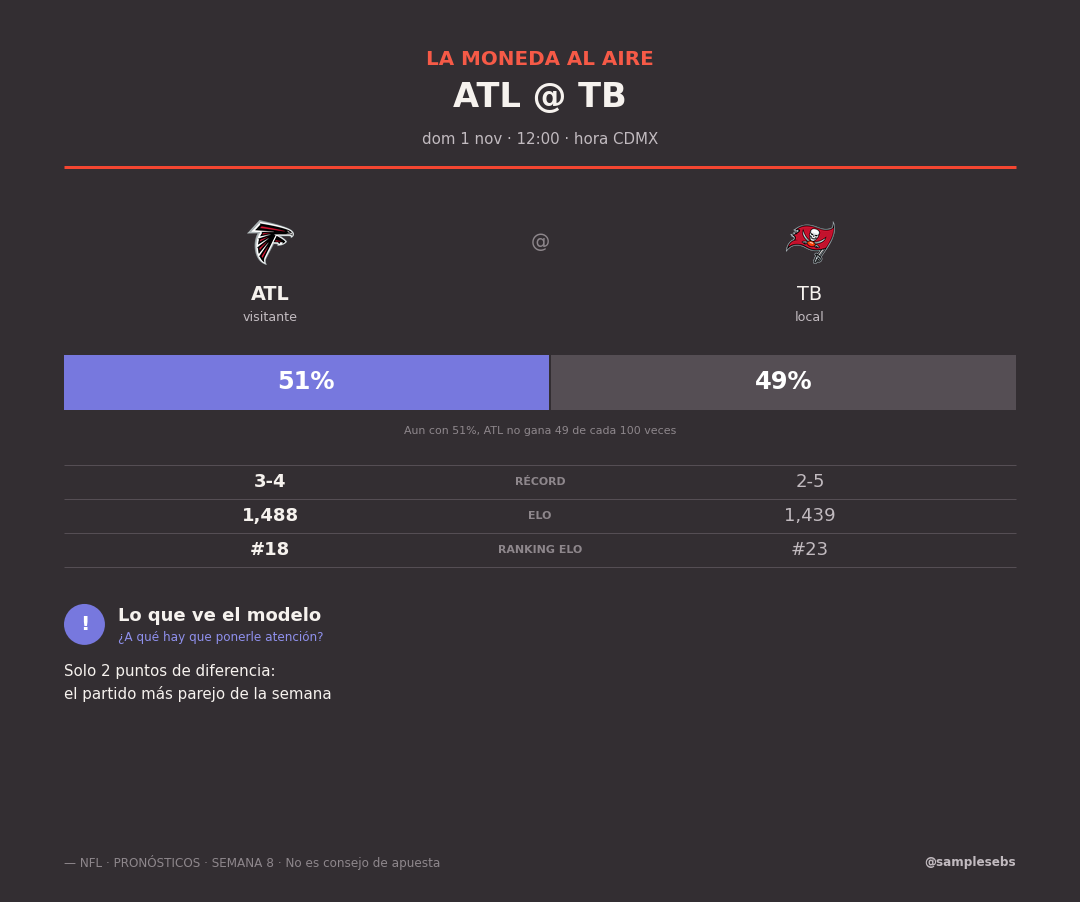 LA MONEDA AL AIRE
ATL @ TB
dom 1 nov · 12:00 · hora CDMX
@
ATL
TB
visitante
local
51%
49%
Aun con 51%, ATL no gana 49 de cada 100 veces
3-4 RÉCORD 2-5
1,488 ELO 1,439
#18 RANKING ELO #23
! Lo que ve el modelo
¿A qué hay que ponerle atención?
Solo 2 puntos de diferencia:
el partido más parejo de la semana
— NFL · PRONÓSTICOS · SEMANA 8 · No es consejo de apuesta
@samplesebs